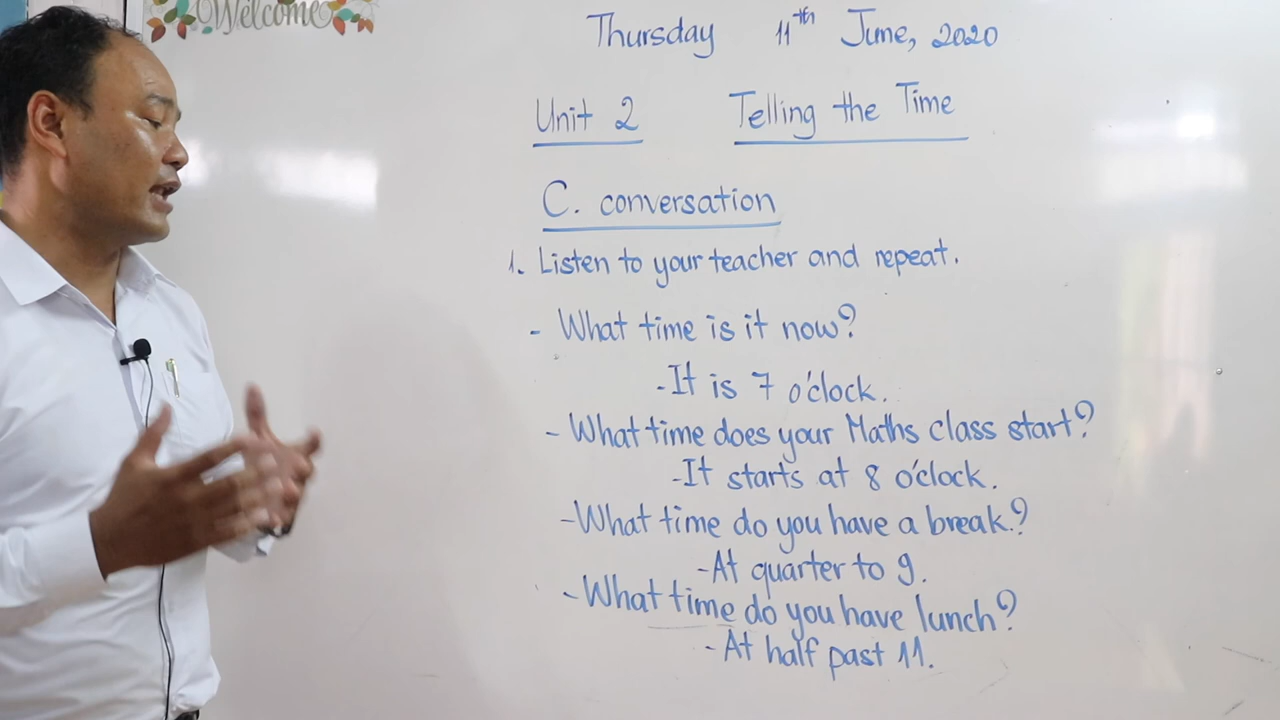 Welcome
Thursday 11th June, 2020
Unit 2 Telling the Time
C. conversation
1. Listen to your teacher and repeat.
- What time is it now?
- It is 7 o'clock.
- What time does your Maths class start?
- It starts at 8 o'clock.
- What time do you have a break.?
- At quarter to 9.
- What time do you have lunch?
- At half past 11.